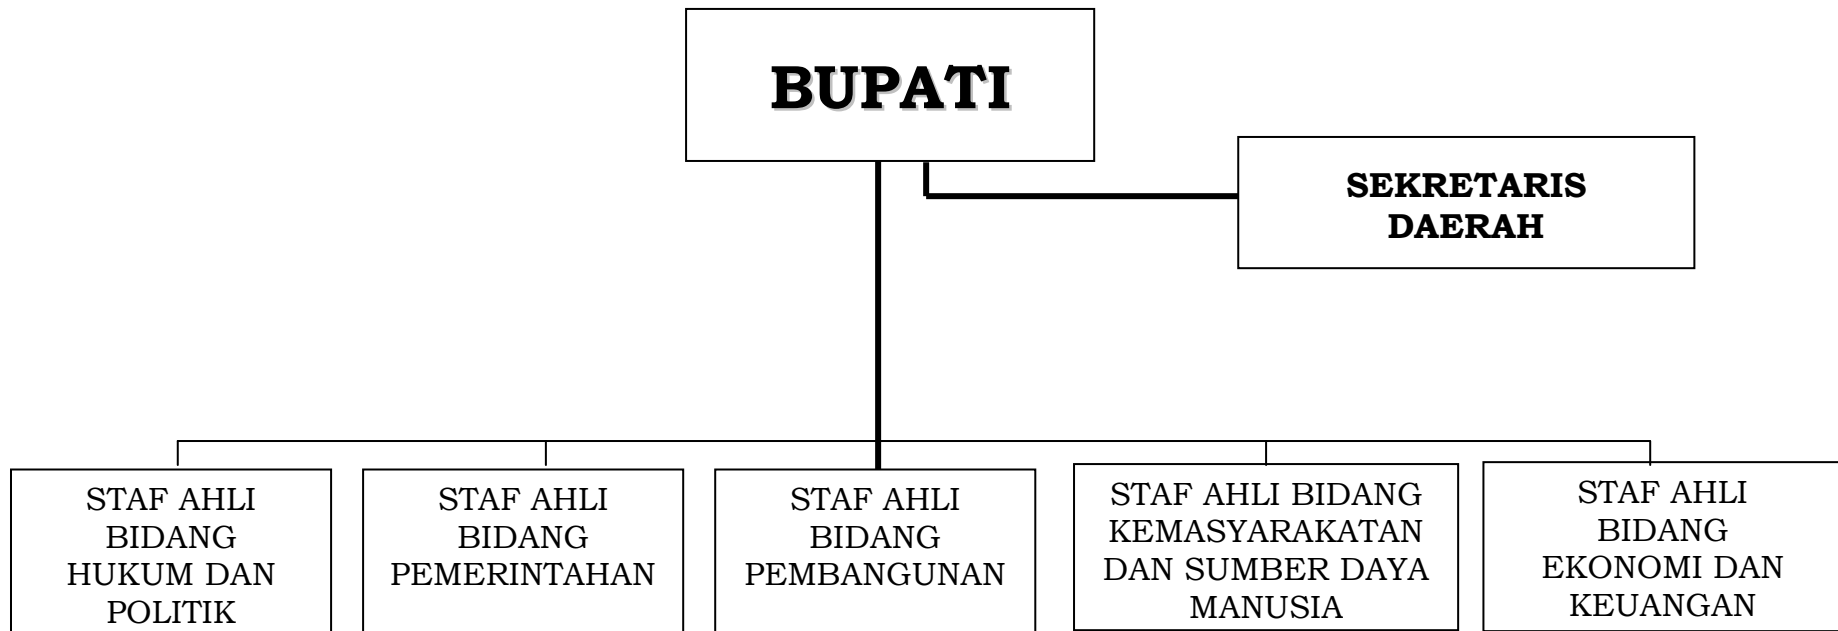 BUPATI
SEKRETARIS
DAERAH
STAF AHLI
BIDANG
HUKUM DAN
POLITIK
STAF AHLI
BIDANG
PEMERINTAHAN
STAF AHLI
BIDANG
PEMBANGUNAN
STAF AHLI BIDANG
KEMASYARAKATAN
DAN SUMBER DAYA
MANUSIA
STAF AHLI
BIDANG
EKONOMI DAN
KEUANGAN